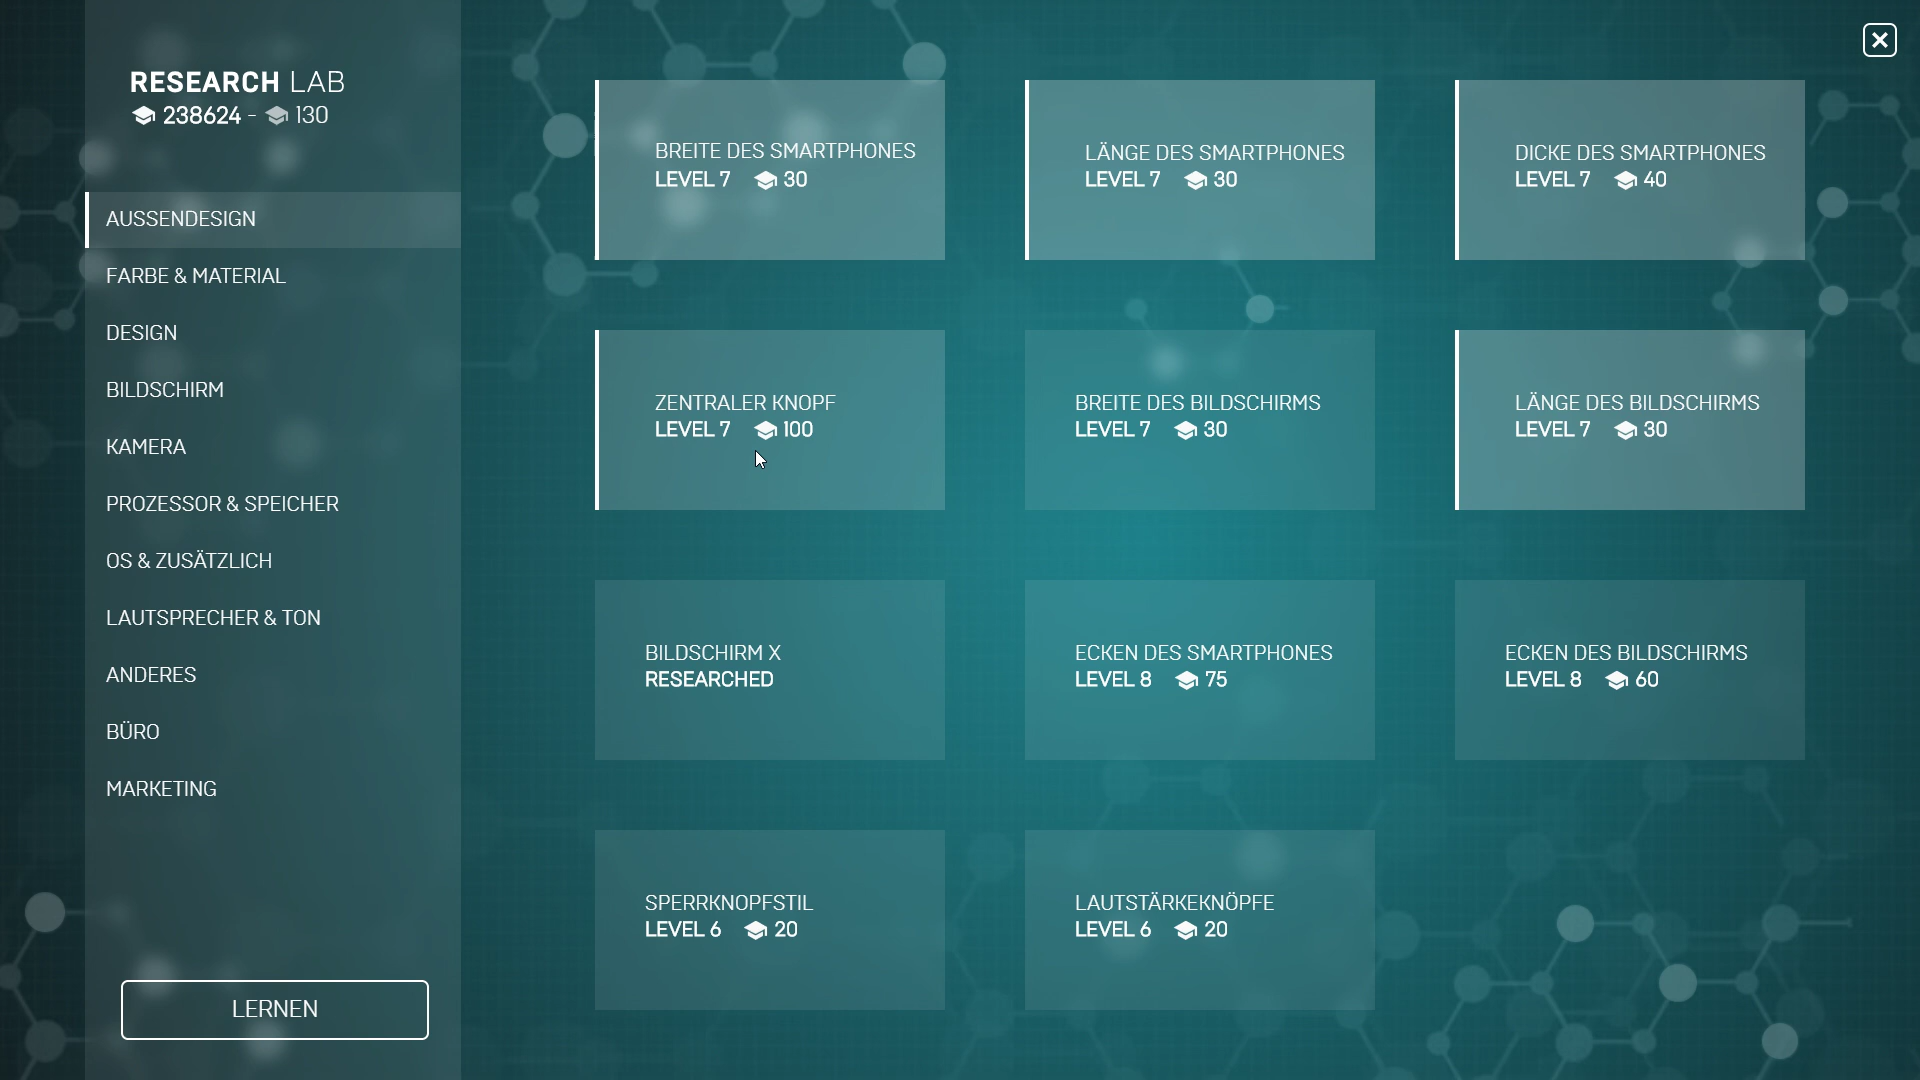 RESEARCH LAB
238624 - 130
AUSSENDESIGN
FARBE & MATERIAL
DESIGN
BILDSCHIRM
KAMERA
PROZESSOR & SPEICHER
OS & ZUSÄTZLICH
LAUTSPRECHER & TON
ANDERES
BÜRO
MARKETING
LERNEN
BREITE DES SMARTPHONES
LEVEL 7 30
LÄNGE DES SMARTPHONES
LEVEL 7 30
DICKE DES SMARTPHONES
LEVEL 7 40
ZENTRALER KNOPF
LEVEL 7 100
BREITE DES BILDSCHIRMS
LEVEL 7 30
LÄNGE DES BILDSCHIRMS
LEVEL 7 30
BILDSCHIRM X
RESEARCHED
ECKEN DES SMARTPHONES
LEVEL 8 75
ECKEN DES BILDSCHIRMS
LEVEL 8 60
SPERRKNOPFSTIL
LEVEL 6 20
LAUTSTÄRKEKNÖPFE
LEVEL 6 20